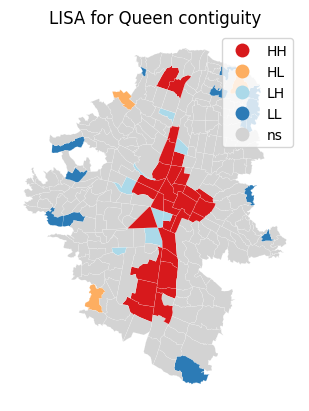 LISA for Queen contiguity
HH
HL
LH
LL
ns